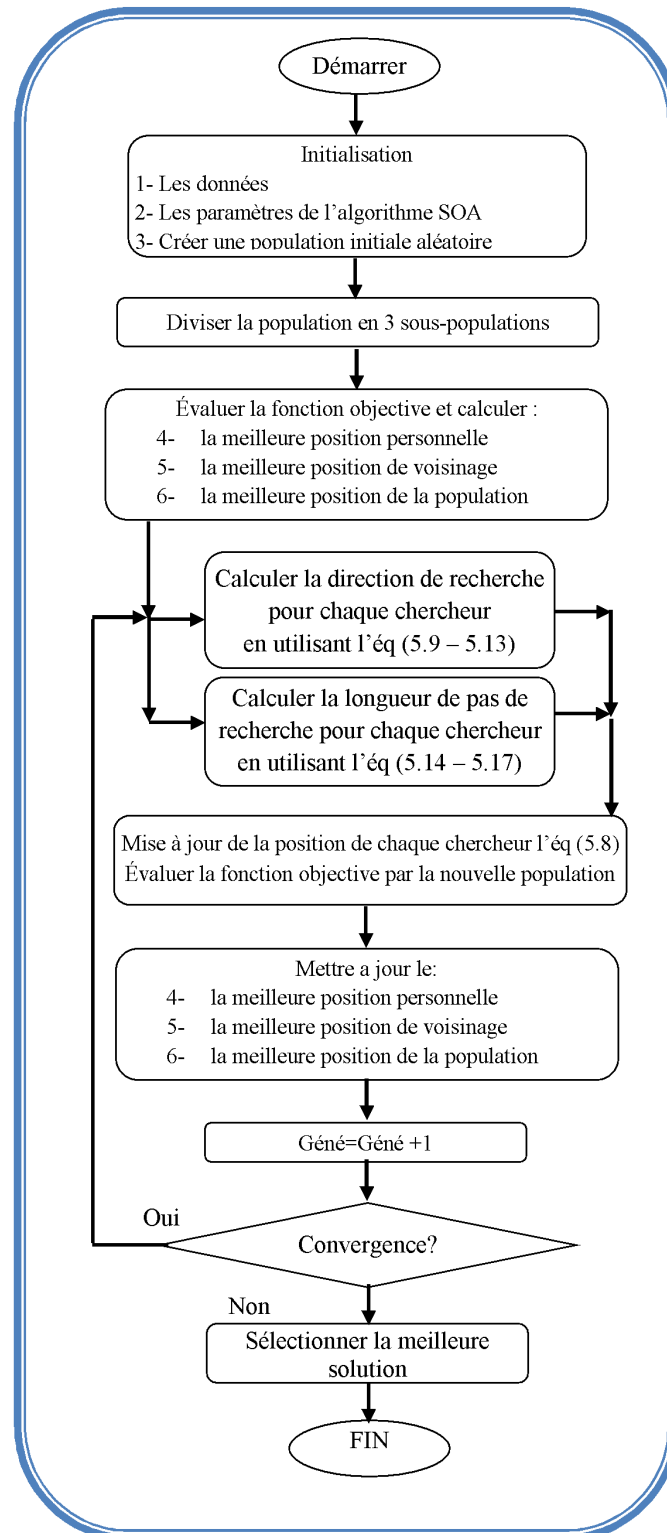 Démarrer
Initialisation
1- Les données
2- Les paramètres de l’algorithme SOA
3- Créer une population initiale aléatoire
Diviser la population en 3 sous-populations
Évaluer la fonction objective et calculer :
4- la meilleure position personnelle
5- la meilleure position de voisinage
6- la meilleure position de la population
Calculer la direction de recherche
pour chaque chercheur
en utilisant l’éq (5.9 – 5.13)
Calculer la longueur de pas de
recherche pour chaque chercheur
en utilisant l’éq (5.14 – 5.17)
Mise à jour de la position de chaque chercheur l’éq (5.8)
Évaluer la fonction objective par la nouvelle population
Mettre a jour le:
4- la meilleure position personnelle
5- la meilleure position de voisinage
6- la meilleure position de la population
Géné=Géné +1
Oui
Convergence?
Non
Sélectionner la meilleure
solution
FIN